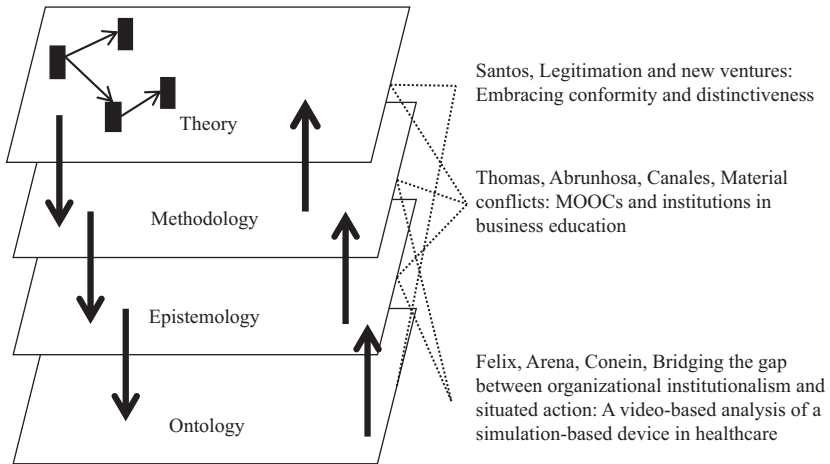 Theory
Methodology
Epistemology
Ontology
Santos, Legitimation and new ventures:
Embracing conformity and distinctiveness
Thomas, Abrunhosa, Canales, Material
conflicts: MOOCs and institutions in
business education
Felix, Arena, Conein, Bridging the gap
between organizational institutionalism and
situated action: A video-based analysis of a
simulation-based device in healthcare